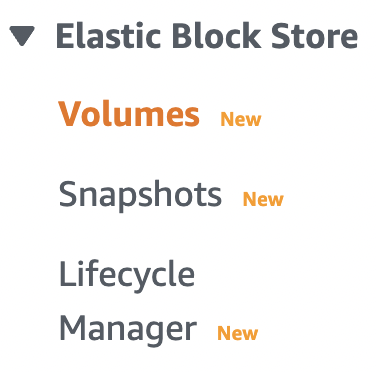 Elastic Block Store
Volumes New
Snapshots New
Lifecycle
Manager New